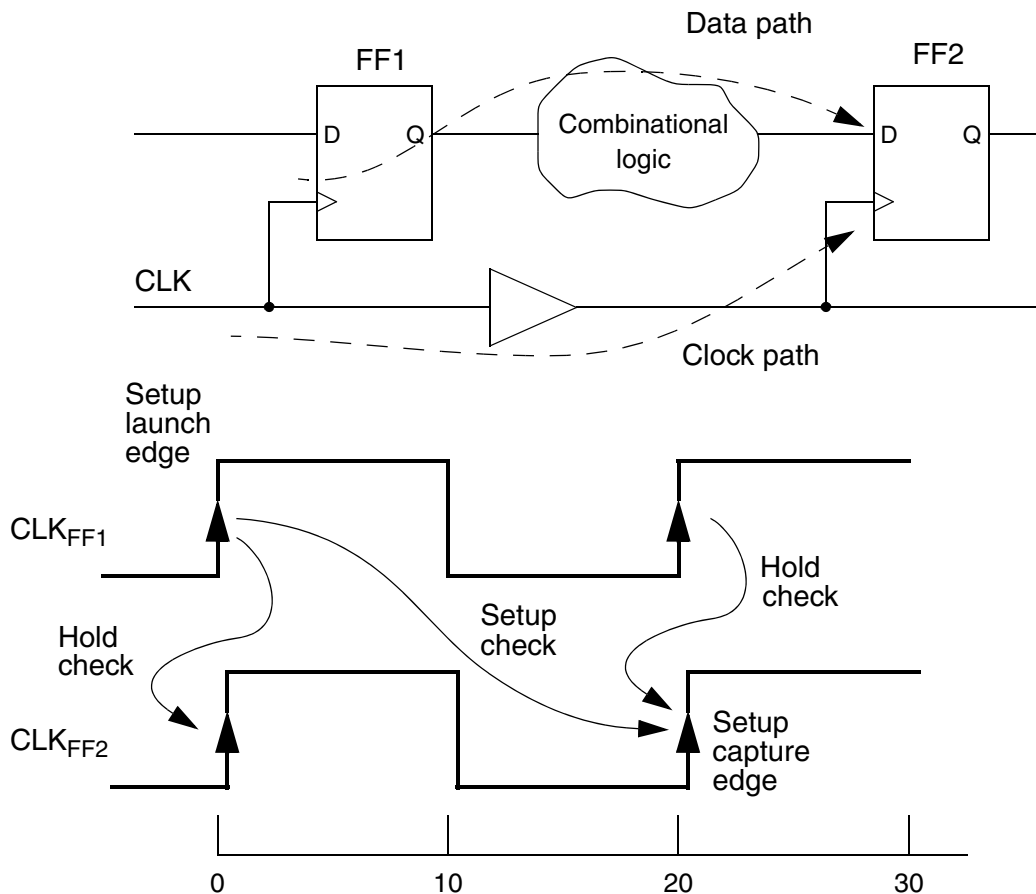 Data path
FF1
FF2
D
Q
Combinational
logic
D
Q
CLK
Clock path
Setup
launch
edge
CLKFF1
Hold
check
Setup
check
Hold
check
CLKFF2
Setup
capture
edge
0
10
20
30